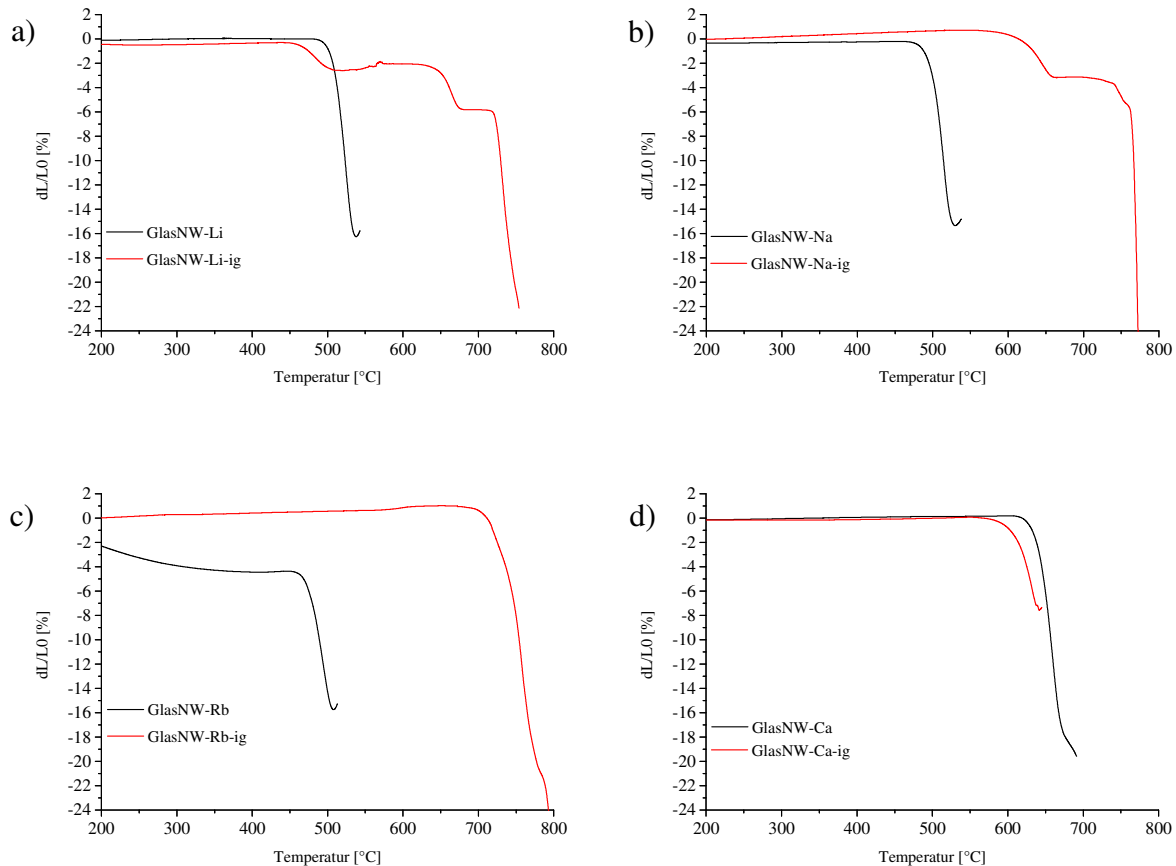 a)
2
0
-2
-4
-6
-8
-10
-12
-14
-16
-18
-20
-22
-24
dL/L0 [%]
GlasNW-Li
GlasNW-Li-ig
200 300 400 500 600 700 800
Temperatur [°C]
b)
2
0
-2
-4
-6
-8
-10
-12
-14
-16
-18
-20
-22
-24
dL/L0 [%]
GlasNW-Na
GlasNW-Na-ig
200 300 400 500 600 700 800
Temperatur [°C]
c)
2
0
-2
-4
-6
-8
-10
-12
-14
-16
-18
-20
-22
-24
dL/L0 [%]
GlasNW-Rb
GlasNW-Rb-ig
200 300 400 500 600 700 800
Temperatur [°C]
d)
2
0
-2
-4
-6
-8
-10
-12
-14
-16
-18
-20
-22
-24
dL/L0 [%]
GlasNW-Ca
GlasNW-Ca-ig
200 300 400 500 600 700 800
Temperatur [°C]